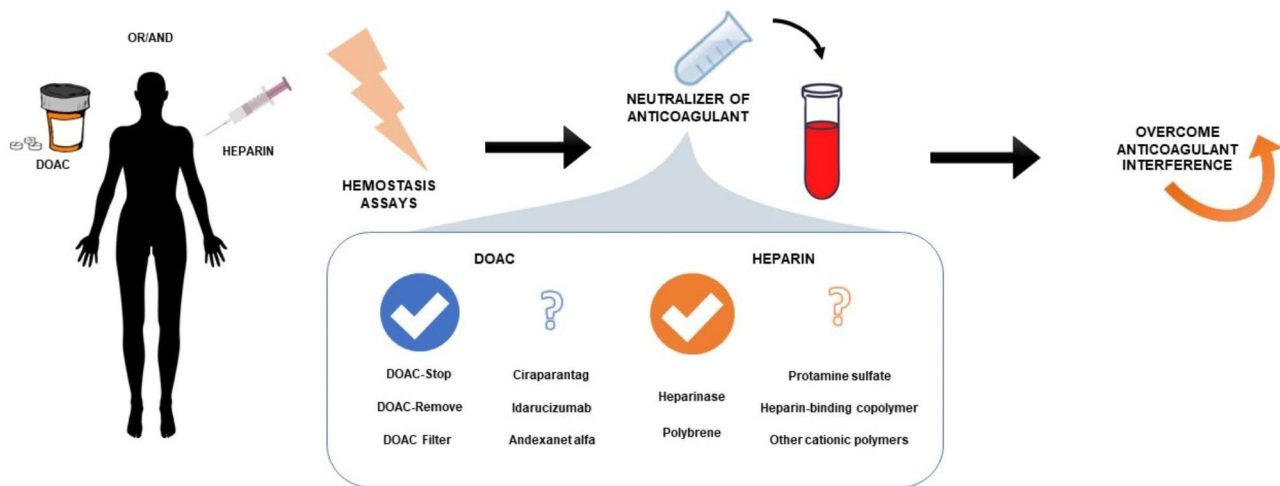 OR/AND
DOAC
HEPARIN
HEMOSTASIS
ASSAYS
NEUTRALIZER OF
ANTICOAGULANT
OVERCOME
ANTICOAGULANT
INTERFERENCE
DOAC
HEPARIN
?
?
DOAC-Stop
DOAC-Remove
DOAC Filter
Ciraparantag
Idarucizumab
Andexanet alfa
Heparinase
Polybrene
Protamine sulfate
Heparin-binding copolymer
Other cationic polymers